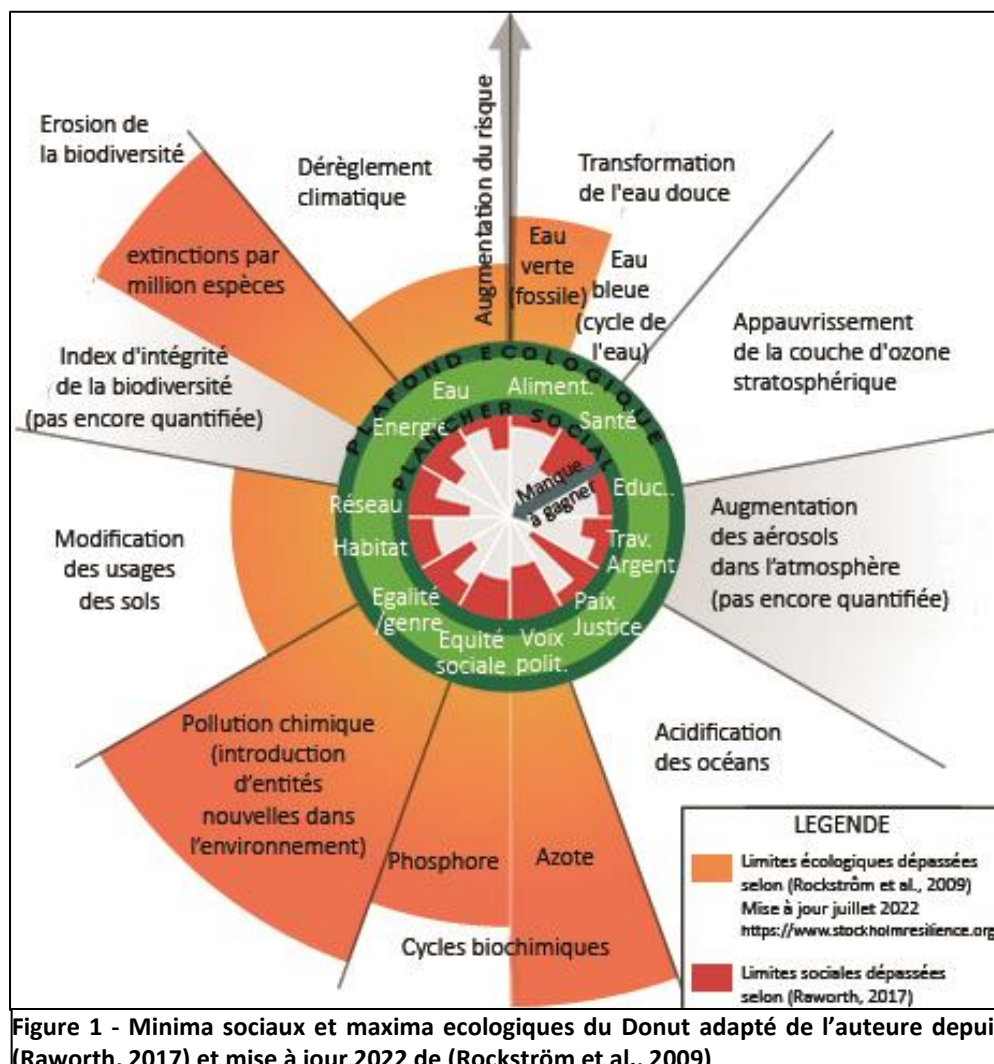 Erosion de
la biodiversité
Dérèglement
climatique
Augmentation du risque
Transformation
de l'eau douce
extinctions par
million espèces
Eau
verte
(fossile)
Eau
bleue
(cycle de
l'eau)
Index d'intégrité
de la biodiversité
(pas encore quantifiée)
Appauvrissement
de la couche d'ozone
stratosphérique
PLAFOND ECOLOGIQUE
PLANCHER SOCIAL
Eau
Aliment.
Energie
Santé
Manque
à gagner
Réseau
Educ..
Habitat
Trav.
Argent.
Egalité
/genre
Paix
Justice
Equité
sociale
Voix
polit.
Modification
des usages
des sols
Augmentation
des aérosols
dans l'atmosphère
(pas encore quantifiée)
Pollution chimique
(introduction
d'entités
nouvelles dans
l'environnement)
Acidification
des océans
Phosphore
Azote
Cycles biochimiques
LEGENDE
Limites écologiques dépassées
selon (Rockström et al., 2009)
Mise à jour juillet 2022
https://www.stockholmresilience.org
Limites sociales dépassées
selon (Raworth, 2017)
Figure 1 - Minima sociaux et maxima ecologiques du Donut adapté de l'auteure depui
(Raworth, 2017) et mise à jour 2022 de (Rockström et al., 2009)